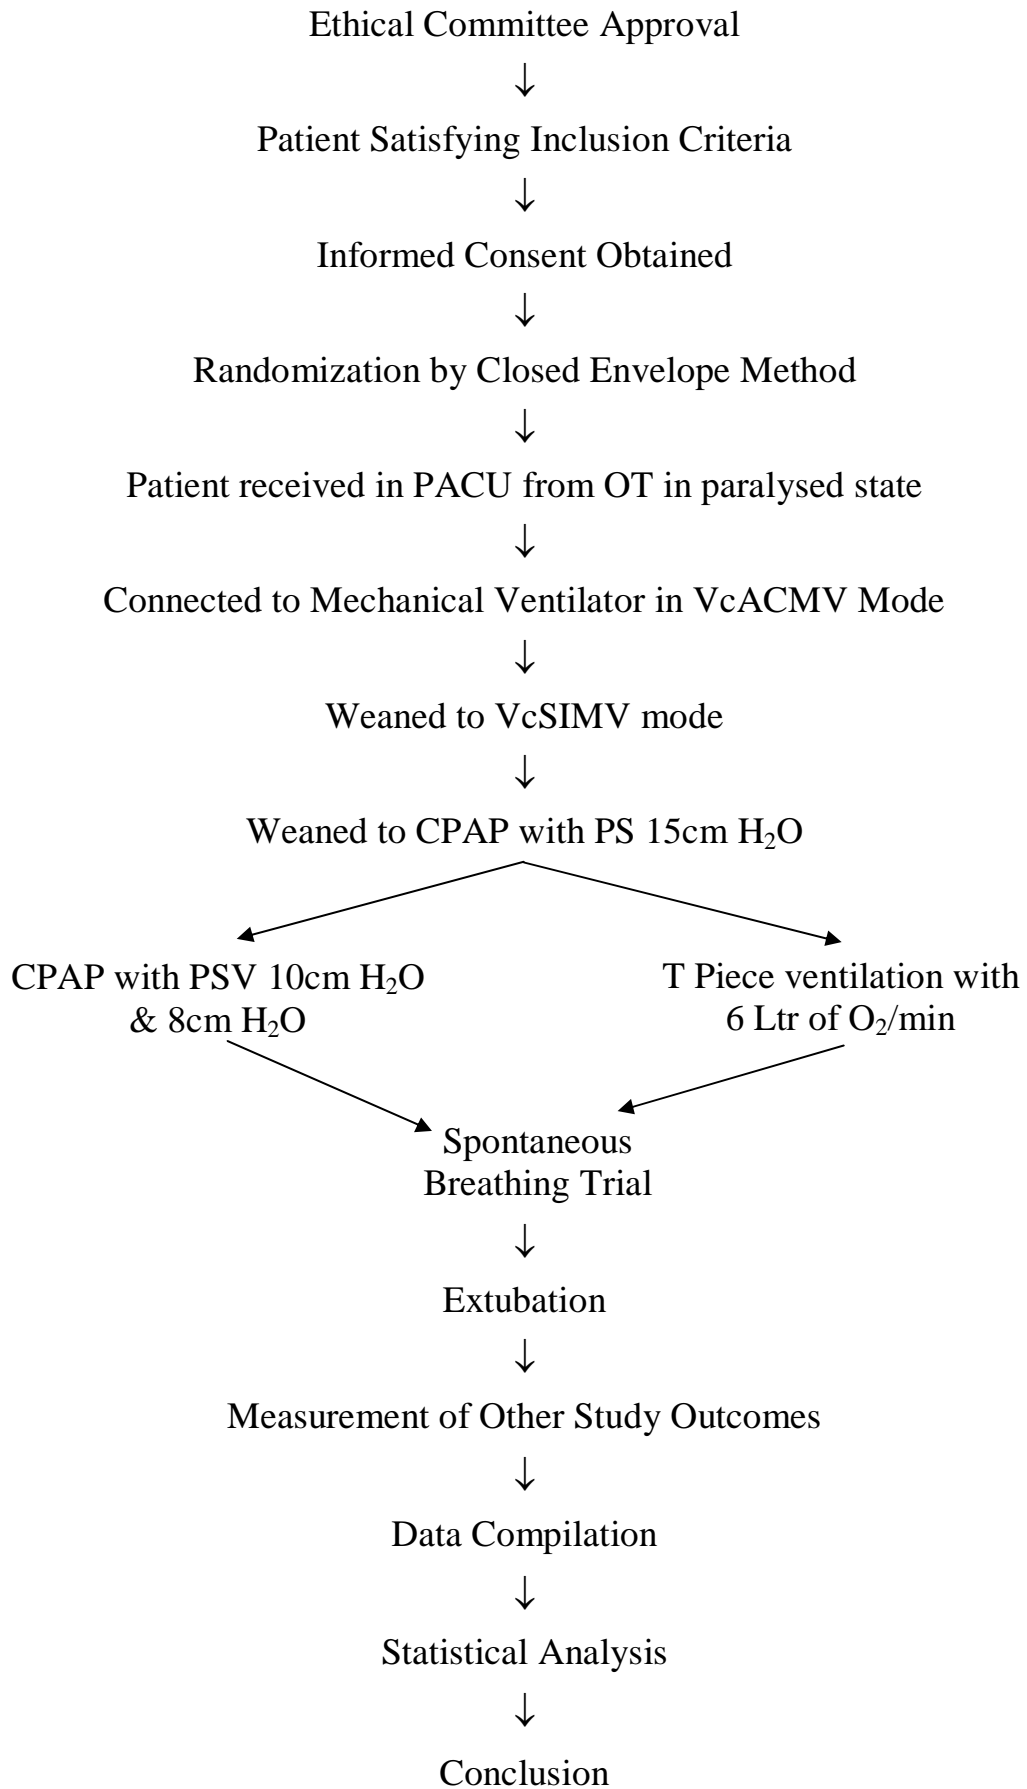 Ethical Committee Approval
↓
Patient Satisfying Inclusion Criteria
↓
Informed Consent Obtained
↓
Randomization by Closed Envelope Method
↓
Patient received in PACU from OT in paralysed state
↓
Connected to Mechanical Ventilator in VcACMV Mode
↓
Weaned to VcSIMV mode
↓
Weaned to CPAP with PS 15cm H₂O
CPAP with PSV 10cm H₂O
& 8cm H₂O
T Piece ventilation with
6 Ltr of O₂/min
Spontaneous
Breathing Trial
↓
Extubation
↓
Measurement of Other Study Outcomes
↓
Data Compilation
↓
Statistical Analysis
↓
Conclusion